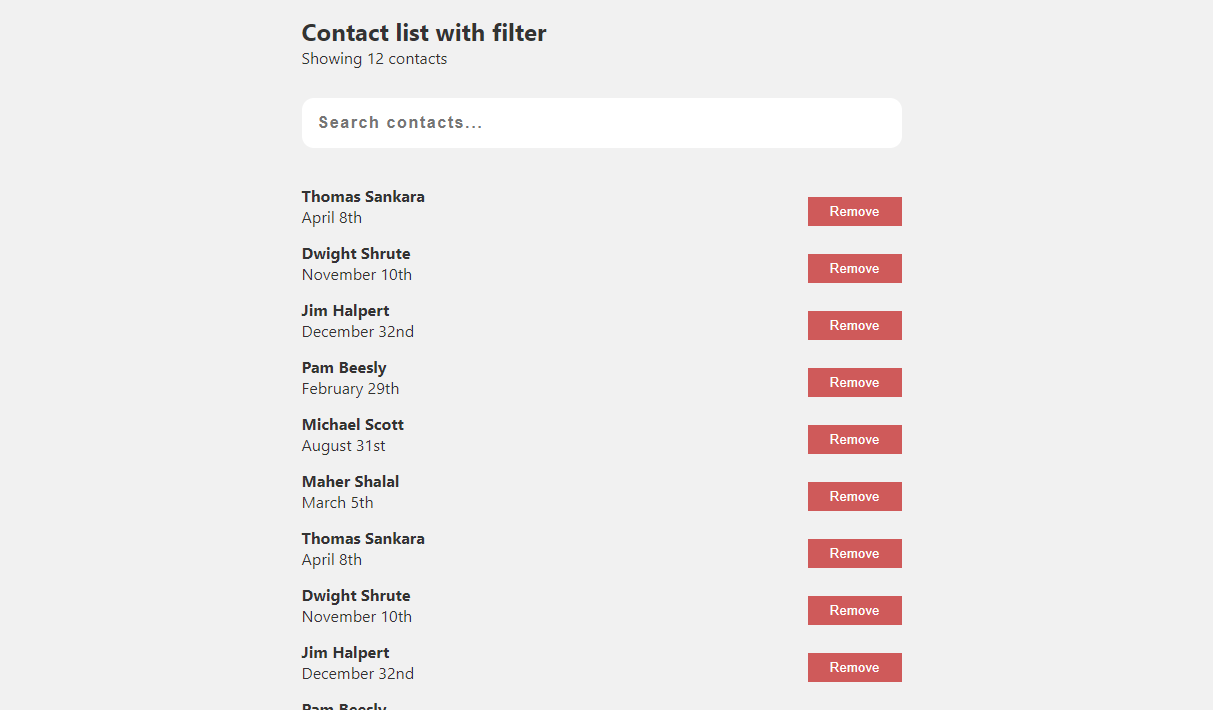 Contact list with filter
Showing 12 contacts
Search contacts...
Thomas Sankara
April 8th
Remove
Dwight Shrute
November 10th
Remove
Jim Halpert
December 32nd
Remove
Pam Beesly
February 29th
Remove
Michael Scott
August 31st
Remove
Maher Shalal
March 5th
Remove
Thomas Sankara
April 8th
Remove
Dwight Shrute
November 10th
Remove
Jim Halpert
December 32nd
Remove
Pam Beesly